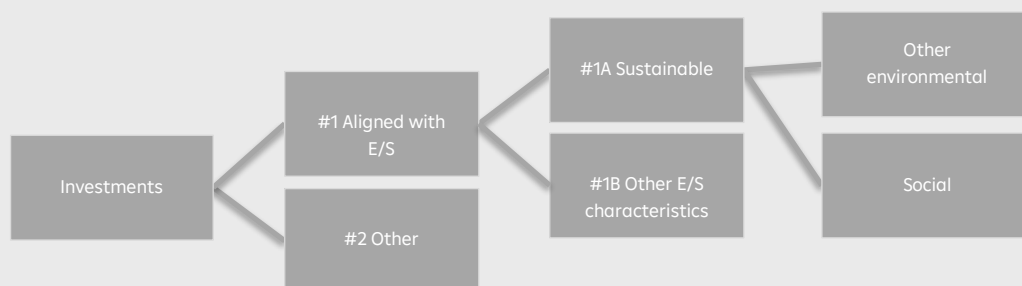 Investments
#1 Aligned with
E/S
#2 Other
#1A Sustainable
#1B Other E/S
characteristics
Other
environmental
Social